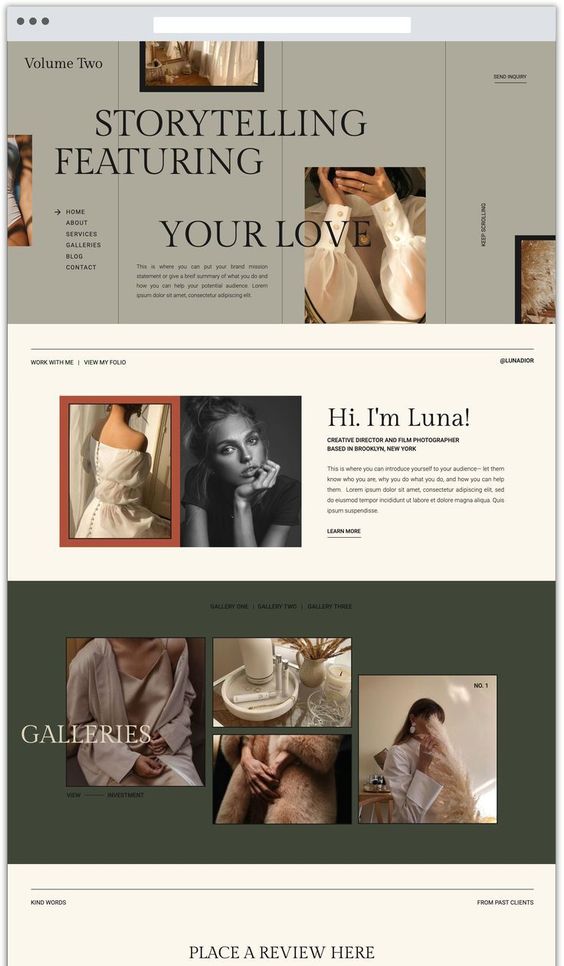 Volume Two
SEND INQUIRY
STORYTELLING
FEATURING
YOUR LOVE
→ HOME
ABOUT
SERVICES
GALLERIES
BLOG
CONTACT
This is where you can put your brand mission
statement or give a breif summary of what you do and
how you can help your potential audience. Lorem
ipsum dolor sit amet, consectetur adipiscing elit.
KEEP SCROLLING
WORK WITH ME | VIEW MY FOLIO
@LUNADIOR
Hi. I'm Luna!
CREATIVE DIRECTOR AND FILM PHOTOGRAPHER
BASED IN BROOKLYN, NEW YORK
This is where you can introduce yourself to your audience— let them
know who you are, why you do what you do, and how you can help
them. Lorem ipsum dolor sit amet, consectetur adipiscing elit, sed
do eiusmod tempor incididunt ut labore et dolore magna aliqua. Quis
ipsum suspendisse.
LEARN MORE
GALLERY ONE | GALLERY TWO | GALLERY THREE
NO. 1
GALLERIES
VIEW ——— INVESTMENT
KIND WORDS
FROM PAST CLIENTS
PLACE A REVIEW HERE